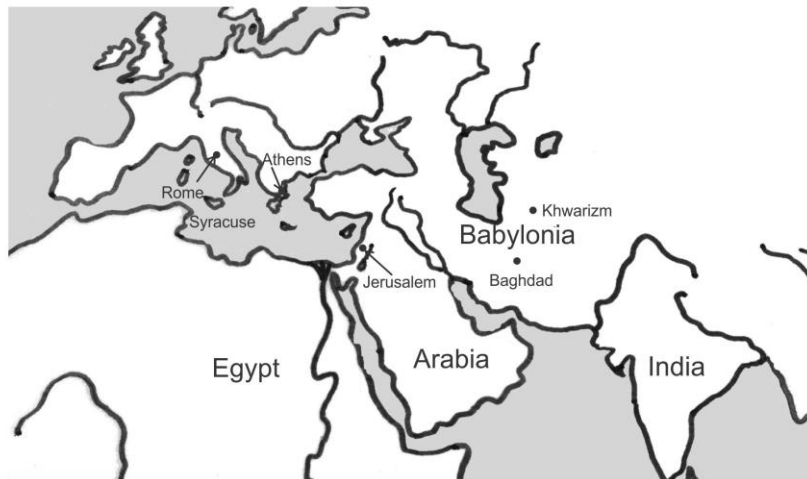 Athens
Rome
Syracuse
Khwarizm
Babylonia
Baghdad
Jerusalem
Egypt
Arabia
India